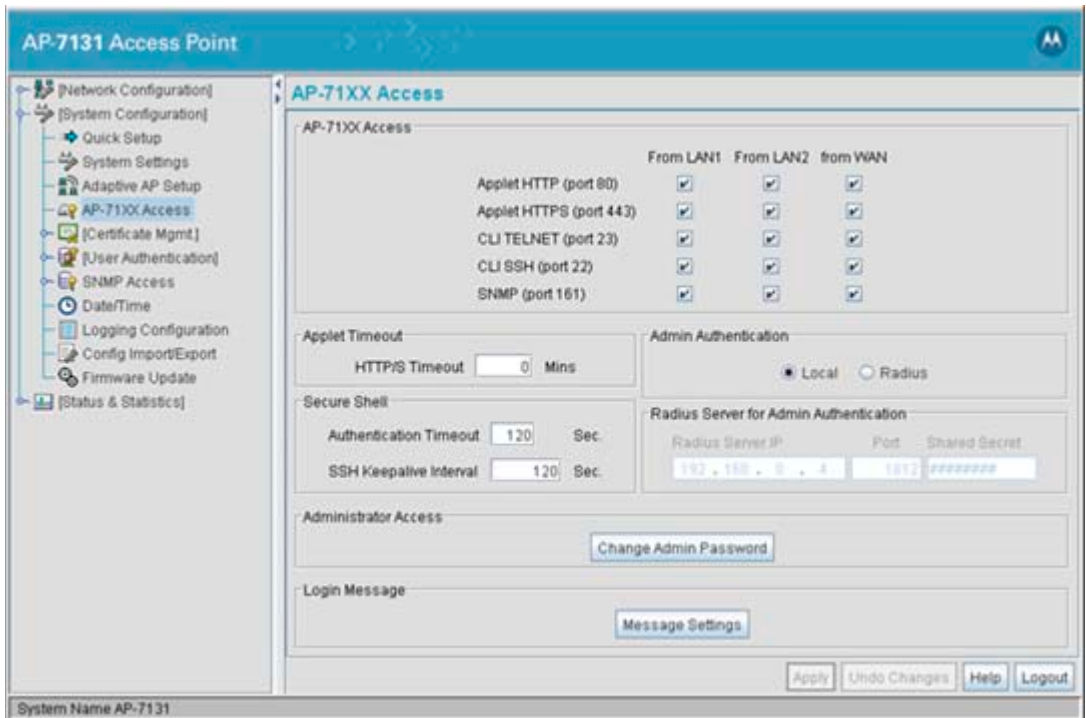 AP-7131 Access Point
[Network Configuration]
[System Configuration]
Quick Setup
System Settings
Adaptive AP Setup
AP-71XX Access
[Certificate Mgmt.]
[User Authentication]
SNMP Access
Date/Time
Logging Configuration
Config Import/Export
Firmware Update
[Status & Statistics]
AP-71XX Access
AP-71XX Access
From LAN1 From LAN2 from WAN
Applet HTTP (port 80)
Applet HTTPS (port 443)
CLI TELNET (port 23)
CLI SSH (port 22)
SNMP (port 161)
Applet Timeout
HTTP/S Timeout 0 Mins
Admin Authentication
Local Radius
Secure Shell
Authentication Timeout 120 Sec.
SSH Keepalive Interval 120 Sec.
Radius Server for Admin Authentication
Radius Server IP Port Shared Secret
192 . 168 . 0 . 4 1812 ########
Administrator Access
Change Admin Password
Login Message
Message Settings
Apply Undo Changes Help Logout
System Name AP-7131